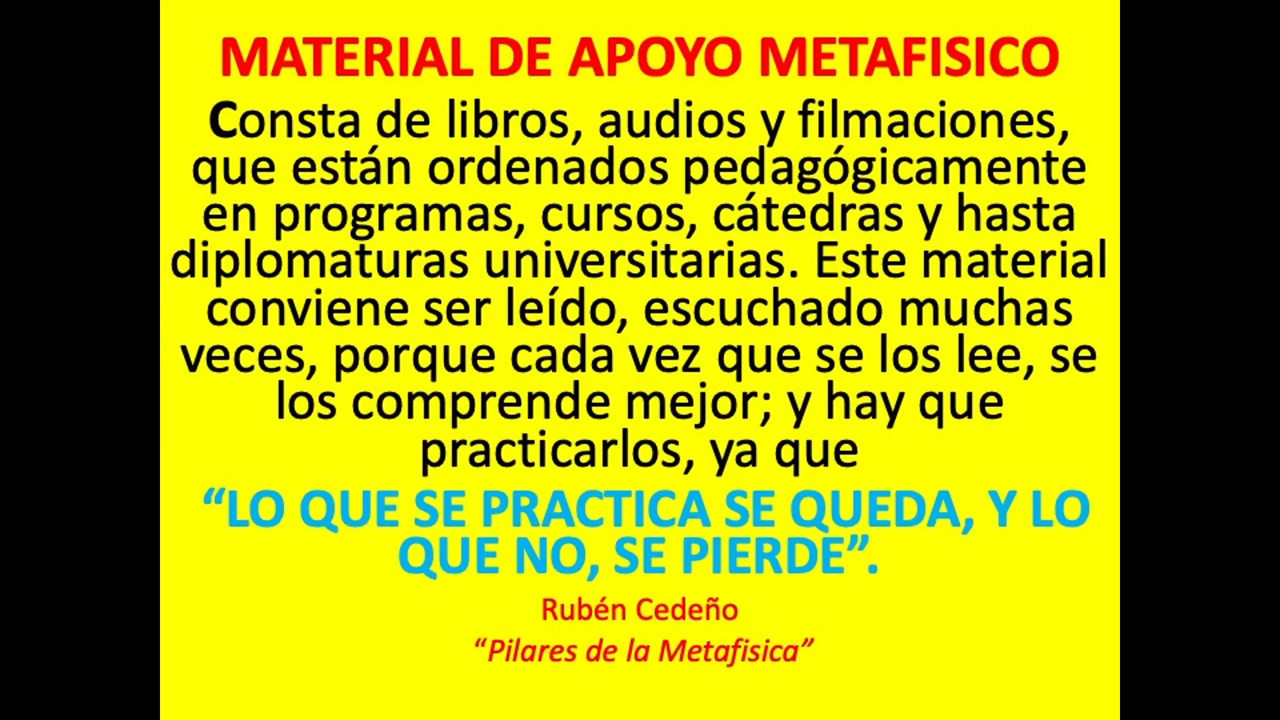 MATERIAL DE APOYO METAFISICO
Consta de libros, audios y filmaciones,
que están ordenados pedagógicamente
en programas, cursos, cátedras y hasta
diplomaturas universitarias. Este material
conviene ser leído, escuchado muchas
veces, porque cada vez que se los lee, se
los comprende mejor; y hay que
practicarlos, ya que
“LO QUE SE PRACTICA SE QUEDA, Y LO
QUE NO, SE PIERDE”.
Rubén Cedeño
“Pilares de la Metafisica”